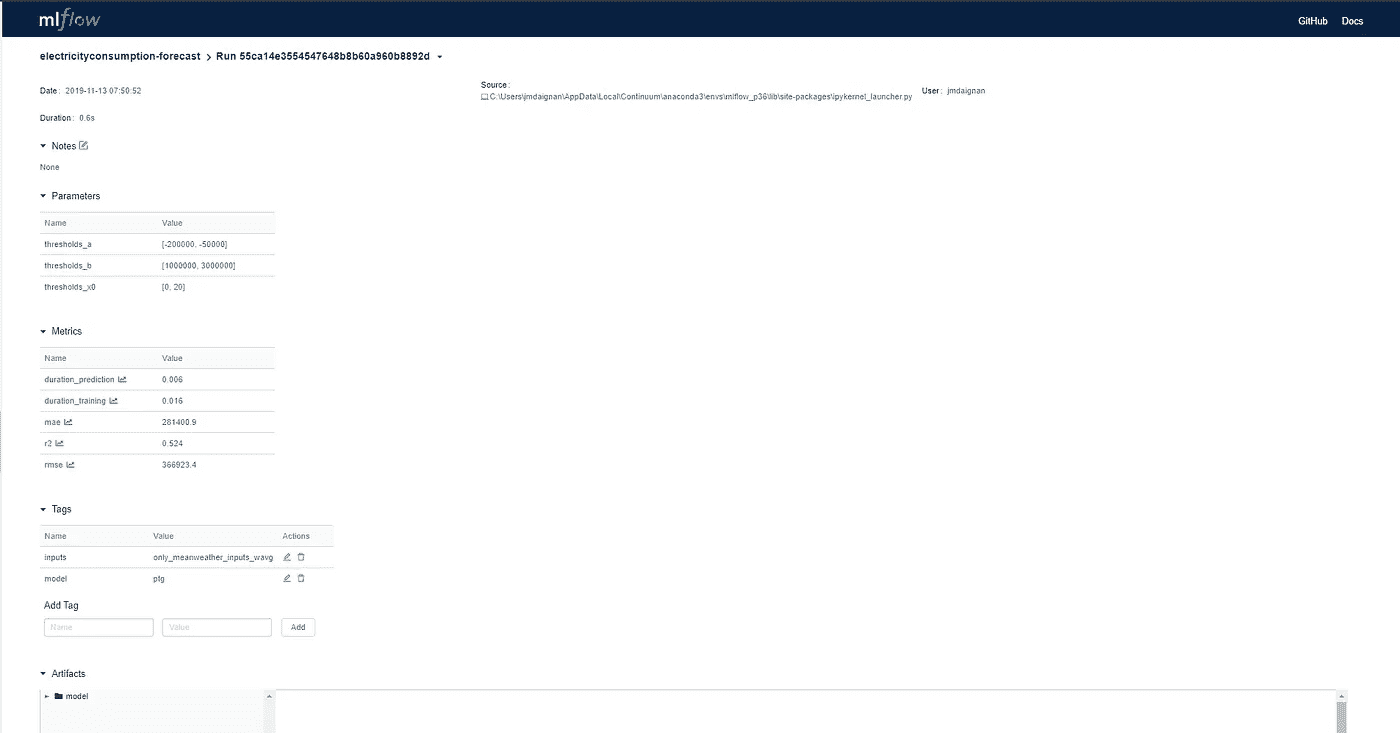 mlflow GitHub Docs
electricityconsumption-forecast > Run 55ca14e3554547648b8b60a960b8892d
Date: 2019-11-13 07:50:52
Source:
C:\Users\jmdaignan\AppData\Local\Continuum\anaconda3\envs\mlflow_p36\lib\site-packages\ipykernel_launcher.py
User: jmdaignan
Duration: 0.6s
Notes
None
Parameters
Name Value
thresholds_a [-200000, -50000]
thresholds_b [1000000, 3000000]
thresholds_x0 [0, 20]
Metrics
Name Value
duration_prediction 0.006
duration_training 0.016
mae 281400.9
r2 0.524
rmse 366923.4
Tags
Name Value Actions
inputs only_meanweather_inputs_wavg
model ptg
Add Tag
Name Value Add
Artifacts
model